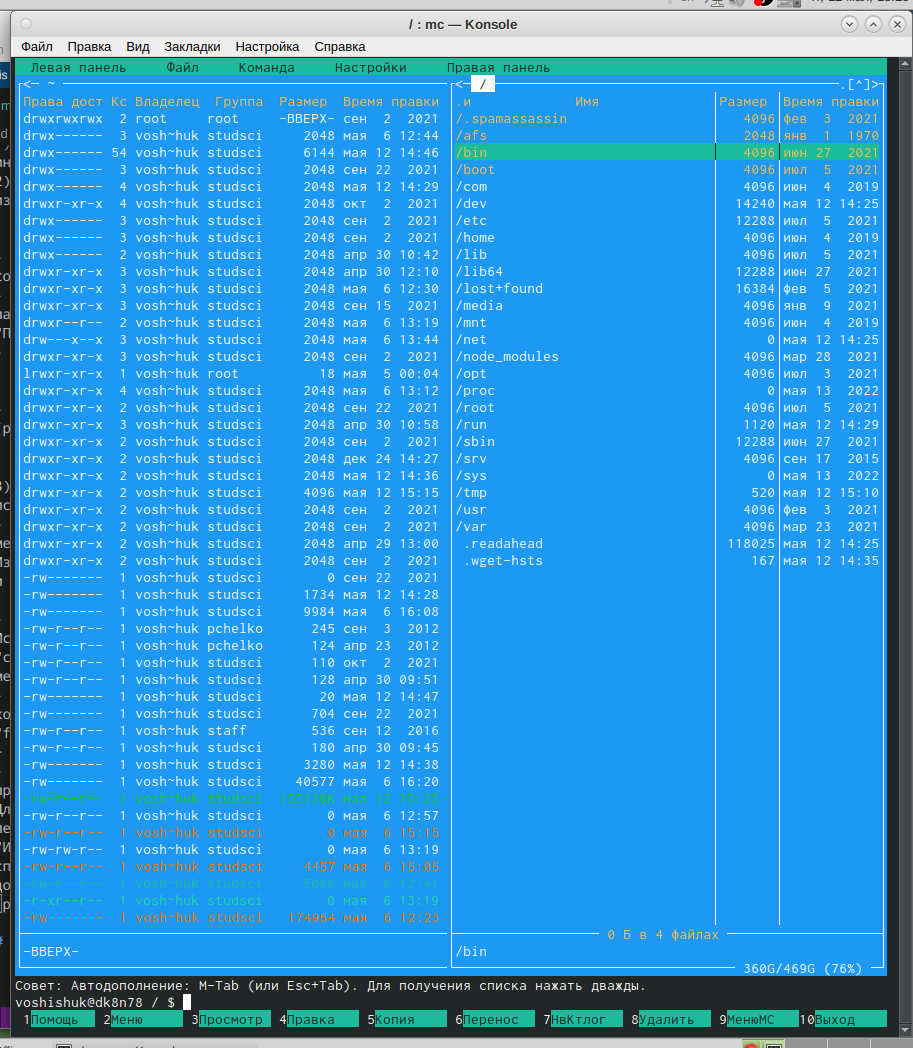 / : mc — Konsole
Файл Правка Вид Закладки Настройка Справка
Левая панель Файл Команда Настройки Правая панель
<— ~
Права дост Кс Владелец Группа Размер Время правки
drwxrwxrwx 2 root root -ВВЕРХ- сен 2 2021
drwx------ 3 vosh~huk studsci 2048 мая 6 12:44
drwx------ 54 vosh~huk studsci 6144 мая 12 14:46
drwx------ 3 vosh~huk studsci 2048 сен 22 2021
drwx------ 4 vosh~huk studsci 2048 мая 12 14:29
drwxr-xr-x 4 vosh~huk studsci 2048 окт 2 2021
drwx------ 3 vosh~huk studsci 2048 сен 2 2021
drwx------ 3 vosh~huk studsci 2048 сен 2 2021
drwx------ 2 vosh~huk studsci 2048 апр 30 10:42
drwxr-xr-x 3 vosh~huk studsci 2048 апр 30 12:10
drwxr-xr-x 3 vosh~huk studsci 2048 мая 6 12:30
drwxr-xr-x 3 vosh~huk studsci 2048 сен 15 2021
drwxr--r-- 2 vosh~huk studsci 2048 мая 6 13:19
drw---x--x 3 vosh~huk studsci 2048 мая 6 13:44
drwxr-xr-x 3 vosh~huk studsci 2048 сен 2 2021
lrwxr-xr-x 1 vosh~huk root 18 мая 5 00:04
drwxr-xr-x 4 vosh~huk studsci 2048 мая 6 13:12
drwxr-xr-x 2 vosh~huk studsci 2048 сен 22 2021
drwxr-xr-x 3 vosh~huk studsci 2048 апр 30 10:58
drwxr-xr-x 2 vosh~huk studsci 2048 сен 2 2021
drwxr-xr-x 2 vosh~huk studsci 2048 дек 24 14:27
drwxr-xr-x 2 vosh~huk studsci 2048 мая 12 14:36
drwxr-xr-x 2 vosh~huk studsci 4096 мая 12 15:15
drwxr-xr-x 2 vosh~huk studsci 2048 сен 2 2021
drwxr-xr-x 2 vosh~huk studsci 2048 сен 2 2021
drwxr-xr-x 2 vosh~huk studsci 2048 апр 29 13:00
drwxr-xr-x 2 vosh~huk studsci 2048 сен 2 2021
-rw------- 1 vosh~huk studsci 0 сен 22 2021
-rw------- 1 vosh~huk studsci 1734 мая 12 14:28
-rw------- 1 vosh~huk studsci 9984 мая 6 16:08
-rw-r--r-- 1 vosh~huk pchelko 245 сен 3 2012
-rw-r--r-- 1 vosh~huk pchelko 124 апр 23 2012
-rw-r--r-- 1 vosh~huk studsci 110 окт 2 2021
-rw-r--r-- 1 vosh~huk studsci 128 апр 30 09:51
-rw------- 1 vosh~huk studsci 20 мая 12 14:47
-rw------- 1 vosh~huk studsci 704 сен 22 2021
-rw-r--r-- 1 vosh~huk staff 536 сен 12 2016
-rw-r--r-- 1 vosh~huk studsci 180 апр 30 09:45
-rw------- 1 vosh~huk studsci 3280 мая 12 14:38
-rw------- 1 vosh~huk studsci 40577 мая 6 16:20
-rw-r--r-- 1 vosh~huk studsci мая 12
-rw-r--r-- 1 vosh~huk studsci 0 мая 6 12:57
-rw-r--r-- 1 vosh~huk studsci 0 мая 6 15:15
-rw-rw-r-- 1 vosh~huk studsci 0 мая 6 13:19
-rw-r--r-- 1 vosh~huk studsci 4457 мая 6 15:05
-rw-r--r-- 1 vosh~huk studsci мая 6
-r-xr--r-- 1 vosh~huk studsci 0 мая 6 13:19
-rw------- 1 vosh~huk studsci 174954 мая 6 12:23
-ВВЕРХ-
<— / .[^]>
.и Имя Размер Время правки
/.spamassassin 4096 фев 3 2021
/afs 2048 янв 1 1970
/bin 4096 июн 27 2021
/boot 4096 июл 5 2021
/com 4096 июн 4 2019
/dev 14240 мая 12 14:25
/etc 12288 июл 5 2021
/home 4096 июн 4 2019
/lib 4096 июл 5 2021
/lib64 12288 июн 27 2021
/lost+found 16384 фев 5 2021
/media 4096 янв 9 2021
/mnt 4096 июн 4 2019
/net 0 мая 12 14:25
/node_modules 4096 мар 28 2021
/opt 4096 июл 3 2021
/proc 0 мая 13 2022
/root 4096 июл 5 2021
/run 1120 мая 12 14:29
/sbin 12288 июн 27 2021
/srv 4096 сен 17 2015
/sys 0 мая 13 2022
/tmp 520 мая 12 15:10
/usr 4096 фев 3 2021
/var 4096 мар 23 2021
.readahead 118025 мая 12 14:25
.wget-hsts 167 мая 12 14:35
0 Б в 4 файлах
/bin
360G/469G (76%)
Совет: Автодополнение: M-Tab (или Esc+Tab). Для получения списка нажать дважды.
voshishuk@dk8n78 / $
1Помощь 2Меню 3Просмотр 4Правка 5Копия 6Перенос 7НвКтлог 8Удалить 9МенюМС 10Выход